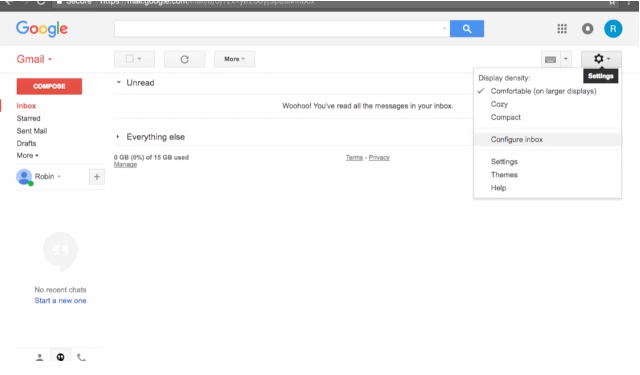 Secure https://mail.google.com/mail/u/0/
Google
R
Gmail
More
Settings
COMPOSE
Inbox
Starred
Sent Mail
Drafts
More
Robin
Unread
Woohoo! You've read all the messages in your inbox.
Everything else
0 GB (0%) of 15 GB used
Manage
Terms - Privacy
Display density:
Comfortable (on larger displays)
Cozy
Compact
Configure inbox
Settings
Themes
Help
No recent chats
Start a new one